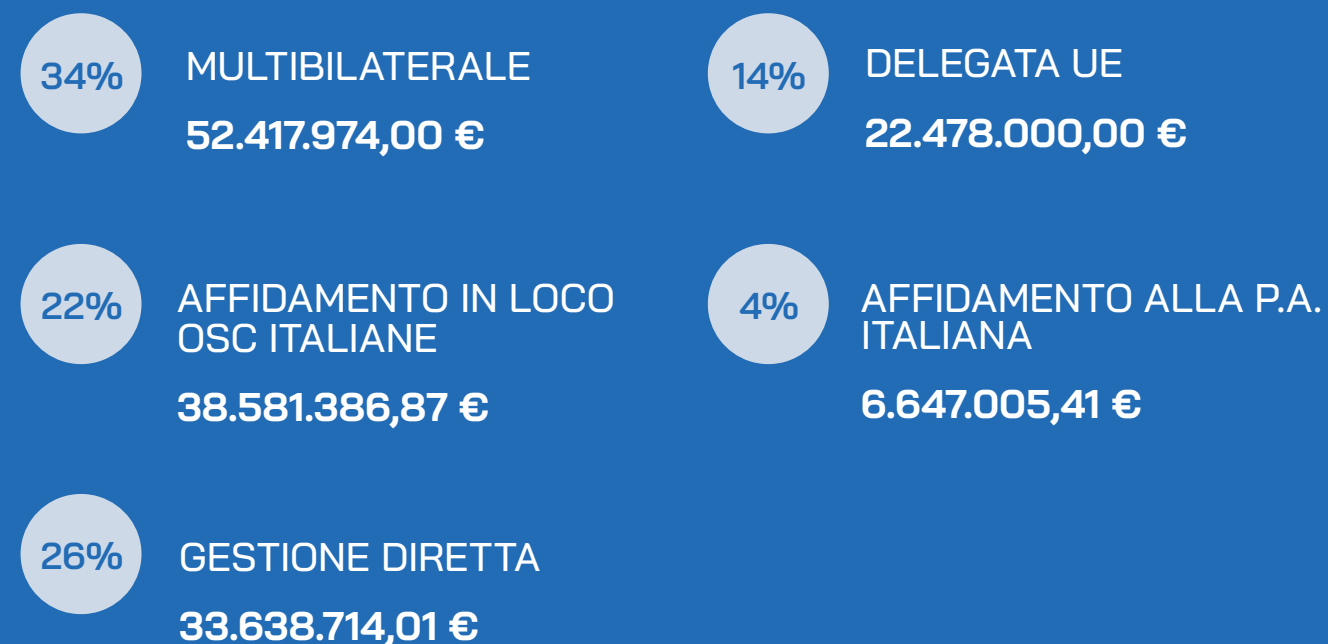 34%
MULTIBILATERALE
52.417.974,00 €
14%
DELEGATA UE
22.478.000,00 €
22%
AFFIDAMENTO IN LOCO
OSC ITALIANE
38.581.386,87 €
4%
AFFIDAMENTO ALLA P.A.
ITALIANA
6.647.005,41 €
26%
GESTIONE DIRETTA
33.638.714,01 €